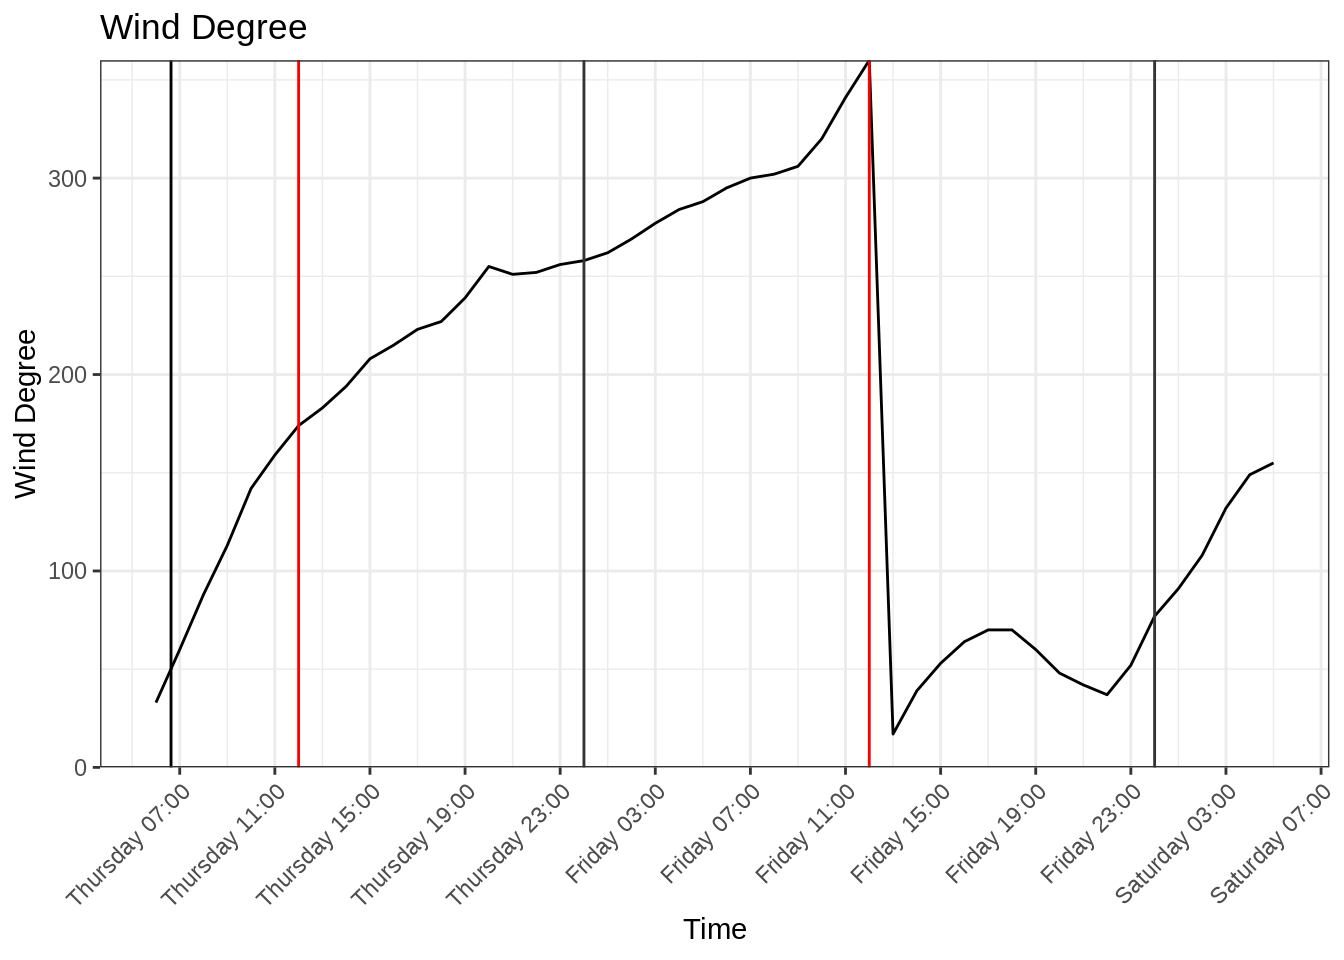 Wind Degree
Wind Degree
300
200
100
0
Thursday 07:00
Thursday 11:00
Thursday 15:00
Thursday 19:00
Thursday 23:00
Friday 03:00
Friday 07:00
Friday 11:00
Friday 15:00
Friday 19:00
Friday 23:00
Saturday 03:00
Saturday 07:00
Time